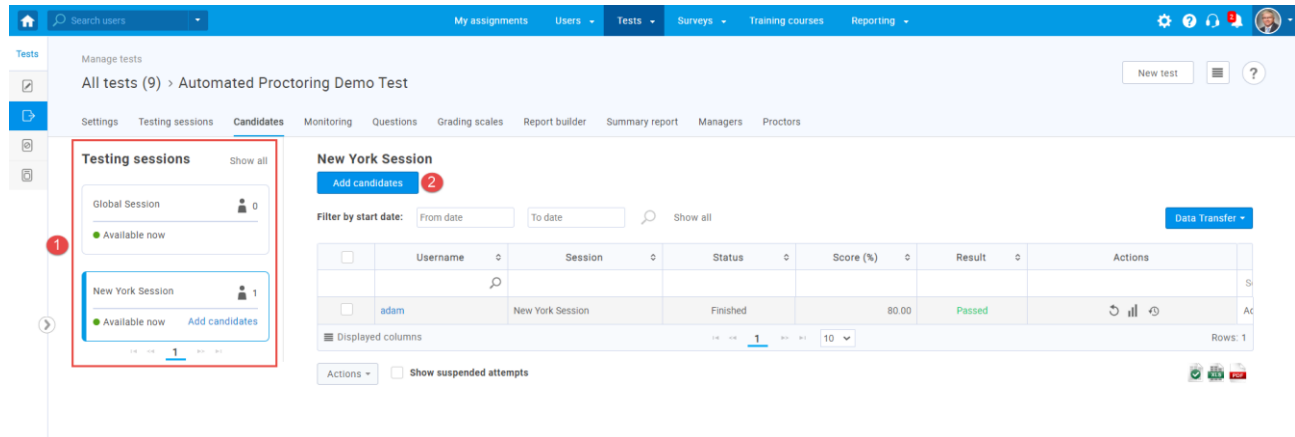 Search users
My assignments Users Tests Surveys Training courses Reporting
2
Tests
Manage tests
All tests (9) > Automated Proctoring Demo Test
New test
?
Settings Testing sessions Candidates Monitoring Questions Grading scales Report builder Summary report Managers Proctors
Testing sessions Show all
Global Session 0
Available now
1
New York Session 1
Available now Add candidates
1
New York Session
Add candidates 2
Filter by start date: From date To date Show all Data Transfer
Username Session Status Score (%) Result Actions
adam New York Session Finished 80.00 Passed
Displayed columns 1 10 Rows: 1
Actions Show suspended attempts
XLS PDF